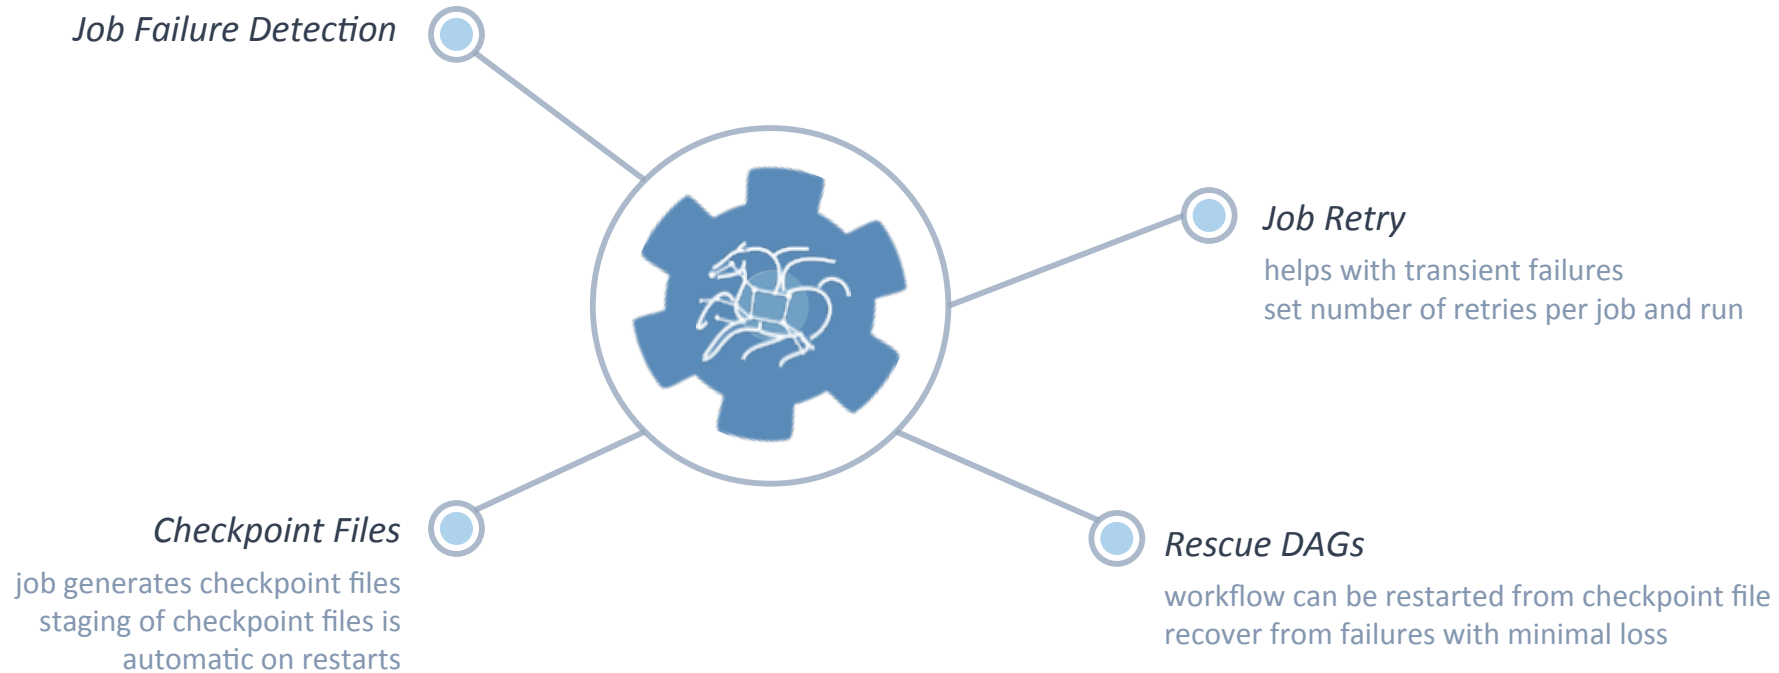 Job Failure Detection
Job Retry
helps with transient failures
set number of retries per job and run
Checkpoint Files
job generates checkpoint files
staging of checkpoint files is
automatic on restarts
Rescue DAGs
workflow can be restarted from checkpoint file
recover from failures with minimal loss